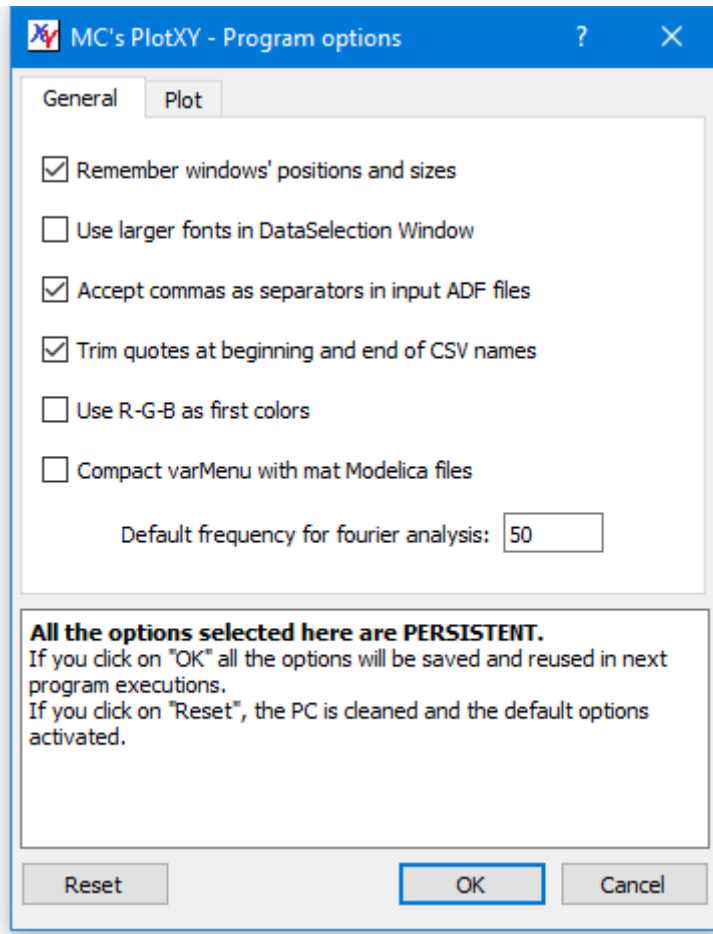 MC's PlotXY - Program options
?
General
Plot
Remember windows' positions and sizes
Use larger fonts in DataSelection Window
Accept commas as separators in input ADF files
Trim quotes at beginning and end of CSV names
Use R-G-B as first colors
Compact varMenu with mat Modelica files
Default frequency for fourier analysis: 50
All the options selected here are PERSISTENT.
If you click on "OK" all the options will be saved and reused in next
program executions.
If you click on "Reset", the PC is cleaned and the default options
activated.
Reset
OK
Cancel